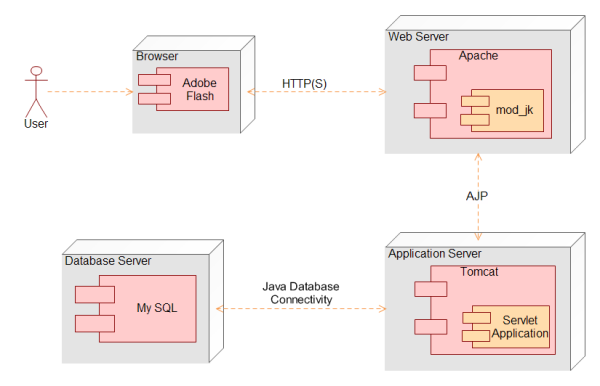 Web Server
Browser
Apache
Adobe
Flash
HTTP(S)
mod_jk
User
AJP
Database Server
Application Server
Tomcat
Java Database
Connectivity
My SQL
Servlet
Application